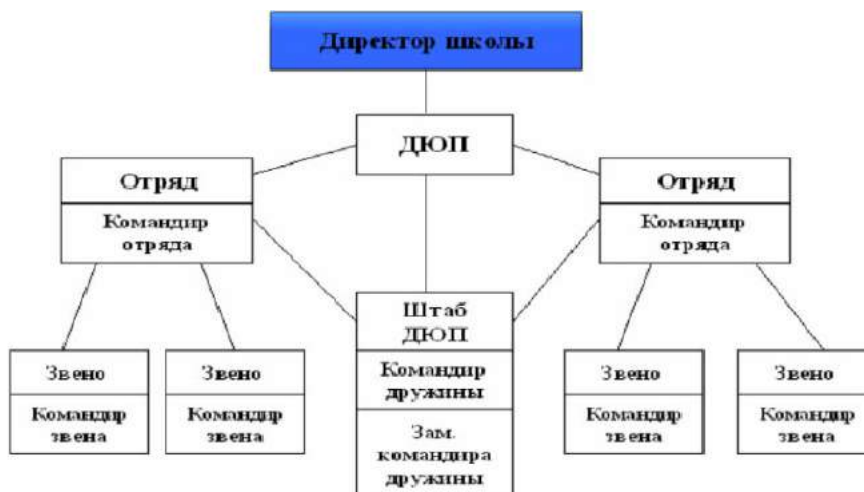 Директор школы
ДЮП
Отряд
Командир
отряда
Отряд
Командир
отряда
Штаб
ДЮП
Командир
дружины
Зам.
командира
дружины
Звено
Командир
звена
Звено
Командир
звена
Звено
Командир
звена
Звено
Командир
звена